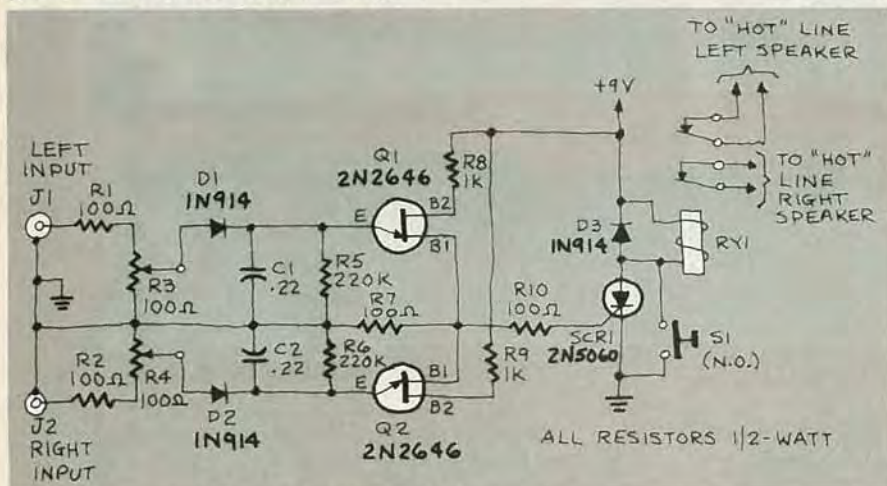 TO "HOT" LINE
LEFT SPEAKER
+9V
LEFT
INPUT
J1
R1
100Ω
D1
1N914
Q1
2N2646
R8
1K
B2
E
B1
TO "HOT"
LINE
RIGHT
SPEAKER
D3
1N914
RY1
R3
100Ω
C1
.22
R5
220K
R7
100Ω
R10
100Ω
SCR1
2N5060
S1
(N.O.)
R2
100Ω
R4
100Ω
C2
.22
R6
220K
R9
1K
E
B1
B2
J2
RIGHT
INPUT
D2
1N914
Q2
2N2646
ALL RESISTORS 1/2-WATT